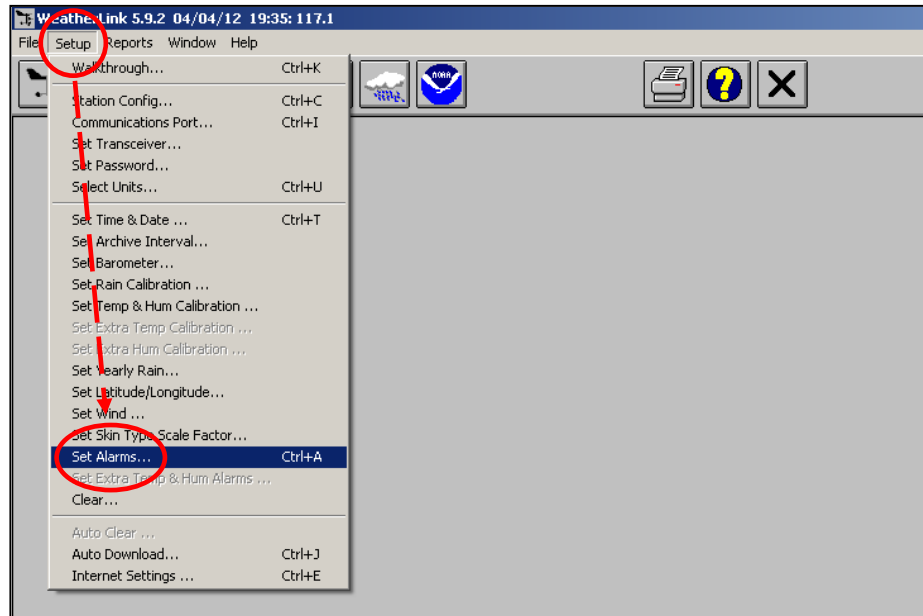 WeatherLink 5.9.2 04/04/12 19:35: 117.1
File Setup Reports Window Help
Walkthrough... Ctrl+K
NOAA
Station Config... Ctrl+C
Communications Port... Ctrl+I
Set Transceiver...
Set Password...
Select Units... Ctrl+U
Set Time & Date ... Ctrl+T
Set Archive Interval...
Set Barometer...
Set Rain Calibration ...
Set Temp & Hum Calibration ...
Set Extra Temp Calibration ...
Set Extra Hum Calibration ...
Set Yearly Rain...
Set Latitude/Longitude...
Set Wind ...
Set Skin Type Scale Factor...
Set Alarms... Ctrl+A
Set Extra Temp & Hum Alarms ...
Clear...
Auto Clear ...
Auto Download... Ctrl+J
Internet Settings ... Ctrl+E